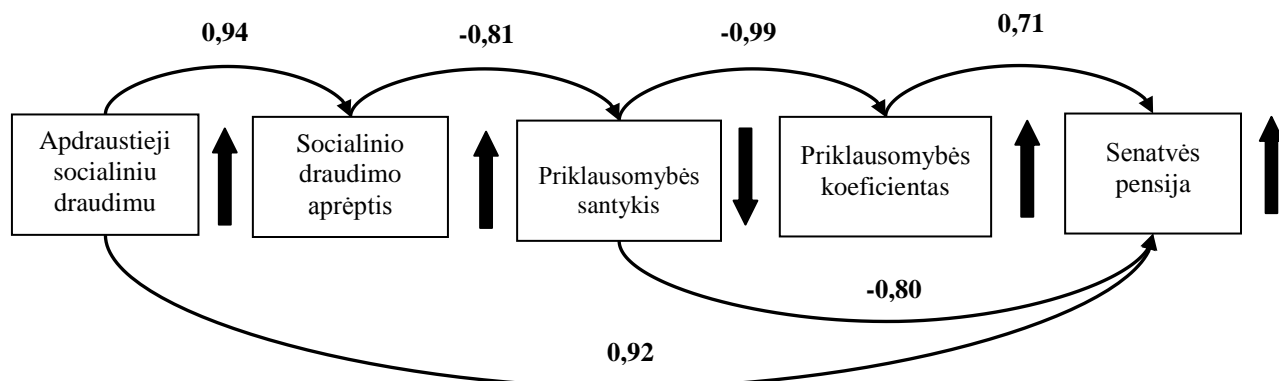 0,94
-0,81
-0,99
0,71
Apdraustieji
socialiniu
draudimu
Socialinio
draudimo
aprėptis
Priklausomybės
santykis
Priklausomybės
koeficientas
Senatvės
pensija
-0,80
0,92